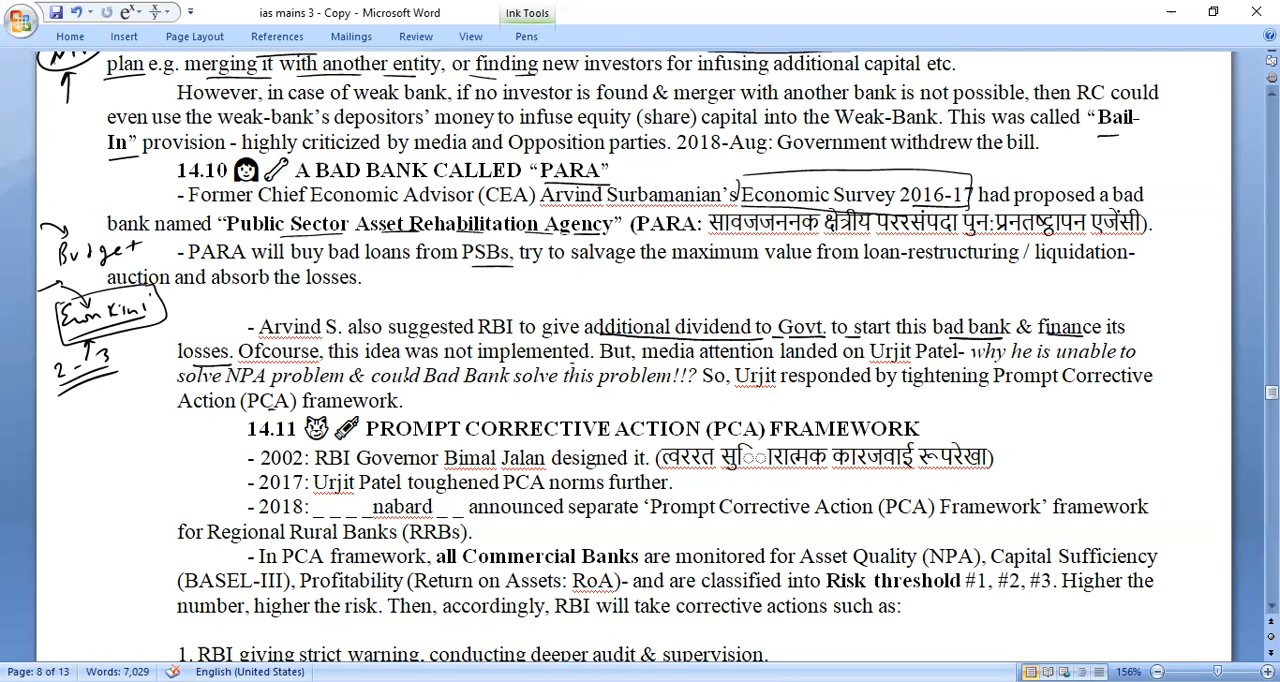 ias mains 3 - Copy - Microsoft Word
Ink Tools
Home Insert Page Layout References Mailings Review View Pens
plan e.g. merging it with another entity, or finding new investors for infusing additional capital etc.
However, in case of weak bank, if no investor is found & merger with another bank is not possible, then RC could
even use the weak-bank's depositors' money to infuse equity (share) capital into the Weak-Bank. This was called "Bail-
In" provision - highly criticized by media and Opposition parties. 2018-Aug: Government withdrew the bill.
14.10 A BAD BANK CALLED "PARA"
- Former Chief Economic Advisor (CEA) Arvind Surbamanian's Economic Survey 2016-17 had proposed a bad
bank named "Public Sector Asset Rehabilitation Agency" (PARA: सावजजननक क्षेत्रीय पररसंपदा पुन:प्रनतष्ठापन एजेंसी).
Budget
- PARA will buy bad loans from PSBs, try to salvage the maximum value from loan-restructuring / liquidation-
auction and absorb the losses.
- Arvind S. also suggested RBI to give additional dividend to Govt. to start this bad bank & finance its
losses. Ofcourse, this idea was not implemented. But, media attention landed on Urjit Patel- why he is unable to
2-3
solve NPA problem & could Bad Bank solve this problem!!? So, Urjit responded by tightening Prompt Corrective
Action (PCA) framework.
14.11 PROMPT CORRECTIVE ACTION (PCA) FRAMEWORK
- 2002: RBI Governor Bimal Jalan designed it. (त्वररत सुिारात्मक कारजवाई रूपरेखा)
- 2017: Urjit Patel toughened PCA norms further.
- 2018: _ _ _ _nabard _ _ announced separate 'Prompt Corrective Action (PCA) Framework' framework
for Regional Rural Banks (RRBs).
- In PCA framework, all Commercial Banks are monitored for Asset Quality (NPA), Capital Sufficiency
(BASEL-III), Profitability (Return on Assets: RoA)- and are classified into Risk threshold #1, #2, #3. Higher the
number, higher the risk. Then, accordingly, RBI will take corrective actions such as:
1. RBI giving strict warning, conducting deeper audit & supervision.
Page: 8 of 13 Words: 7,029 English (United States) 156%